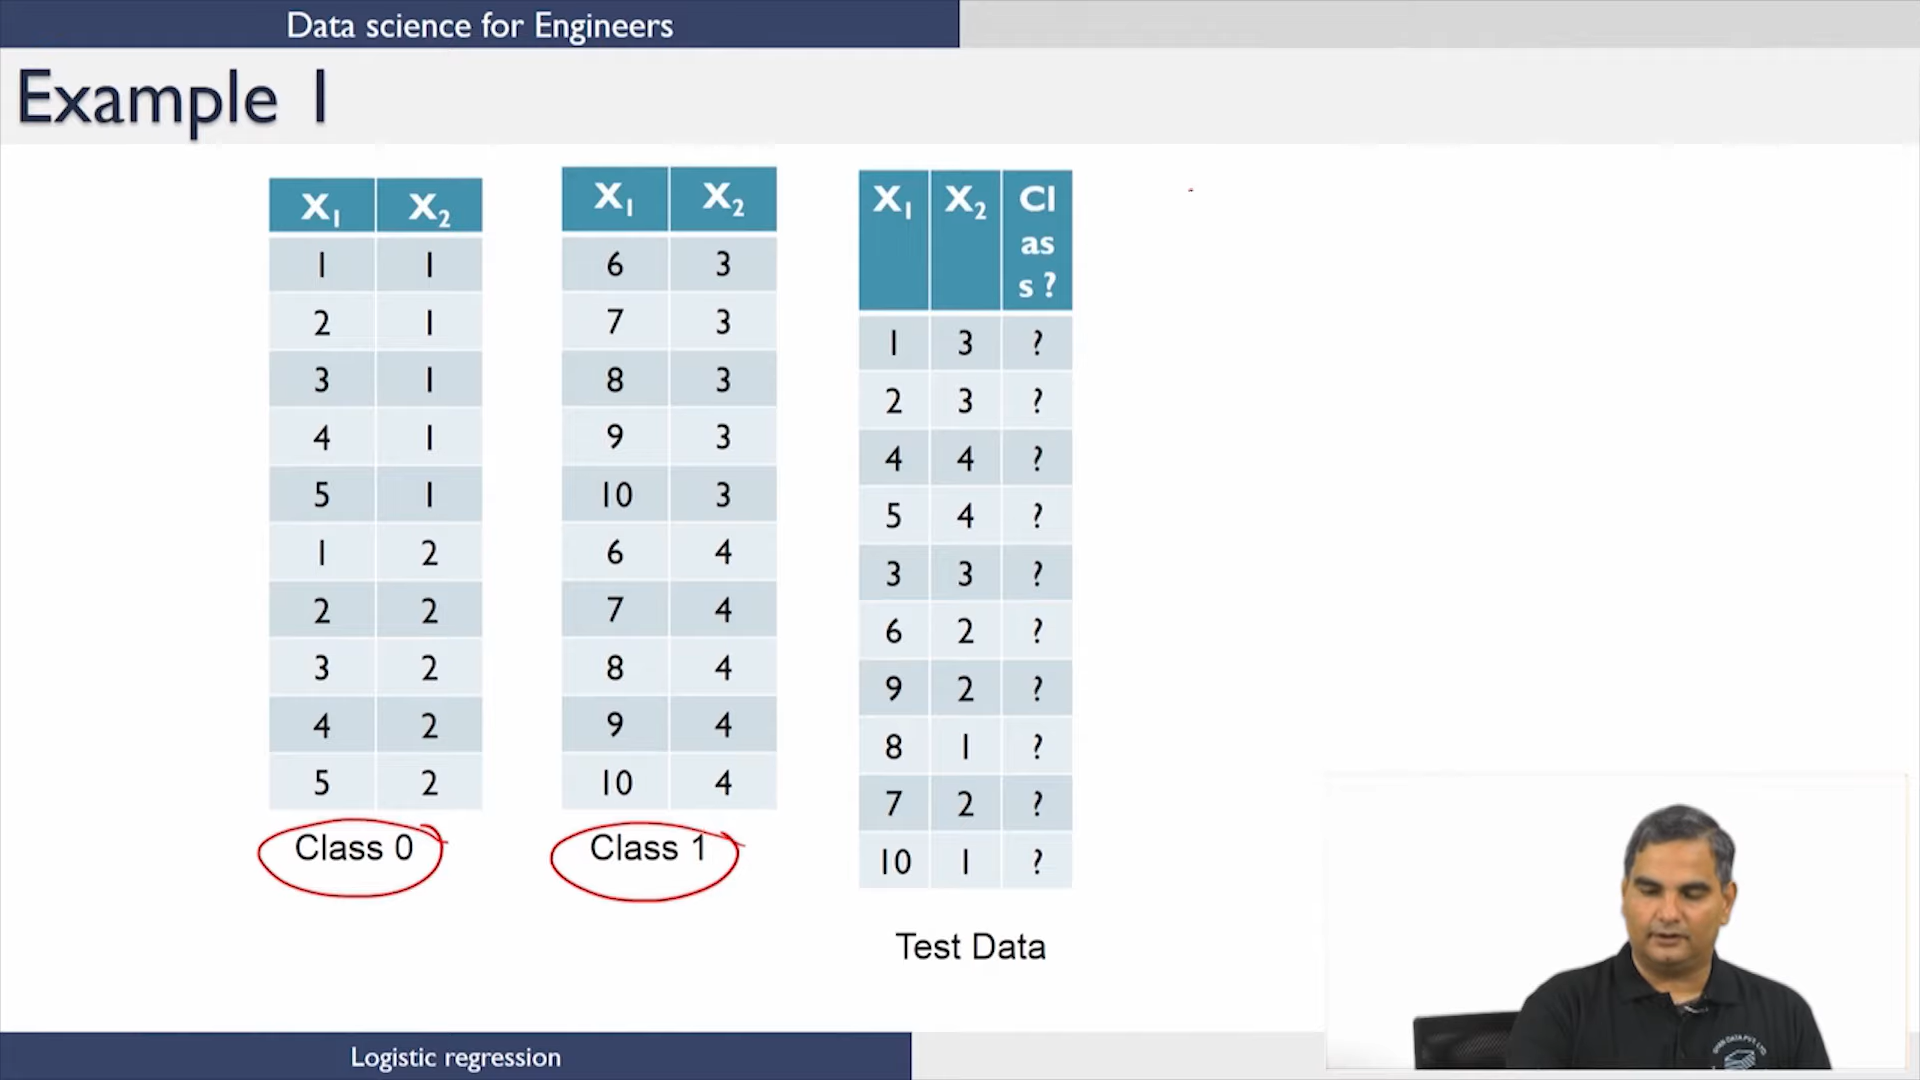 Data science for Engineers
Example 1
X1 X2
1 1
2 1
3 1
4 1
5 1
1 2
2 2
3 2
4 2
5 2
Class 0
X1 X2
6 3
7 3
8 3
9 3
10 3
6 4
7 4
8 4
9 4
10 4
Class 1
X1 X2 Cl
as
s ?
1 3 ?
2 3 ?
4 4 ?
5 4 ?
3 3 ?
6 2 ?
9 2 ?
8 1 ?
7 2 ?
10 1 ?
Test Data
Logistic regression